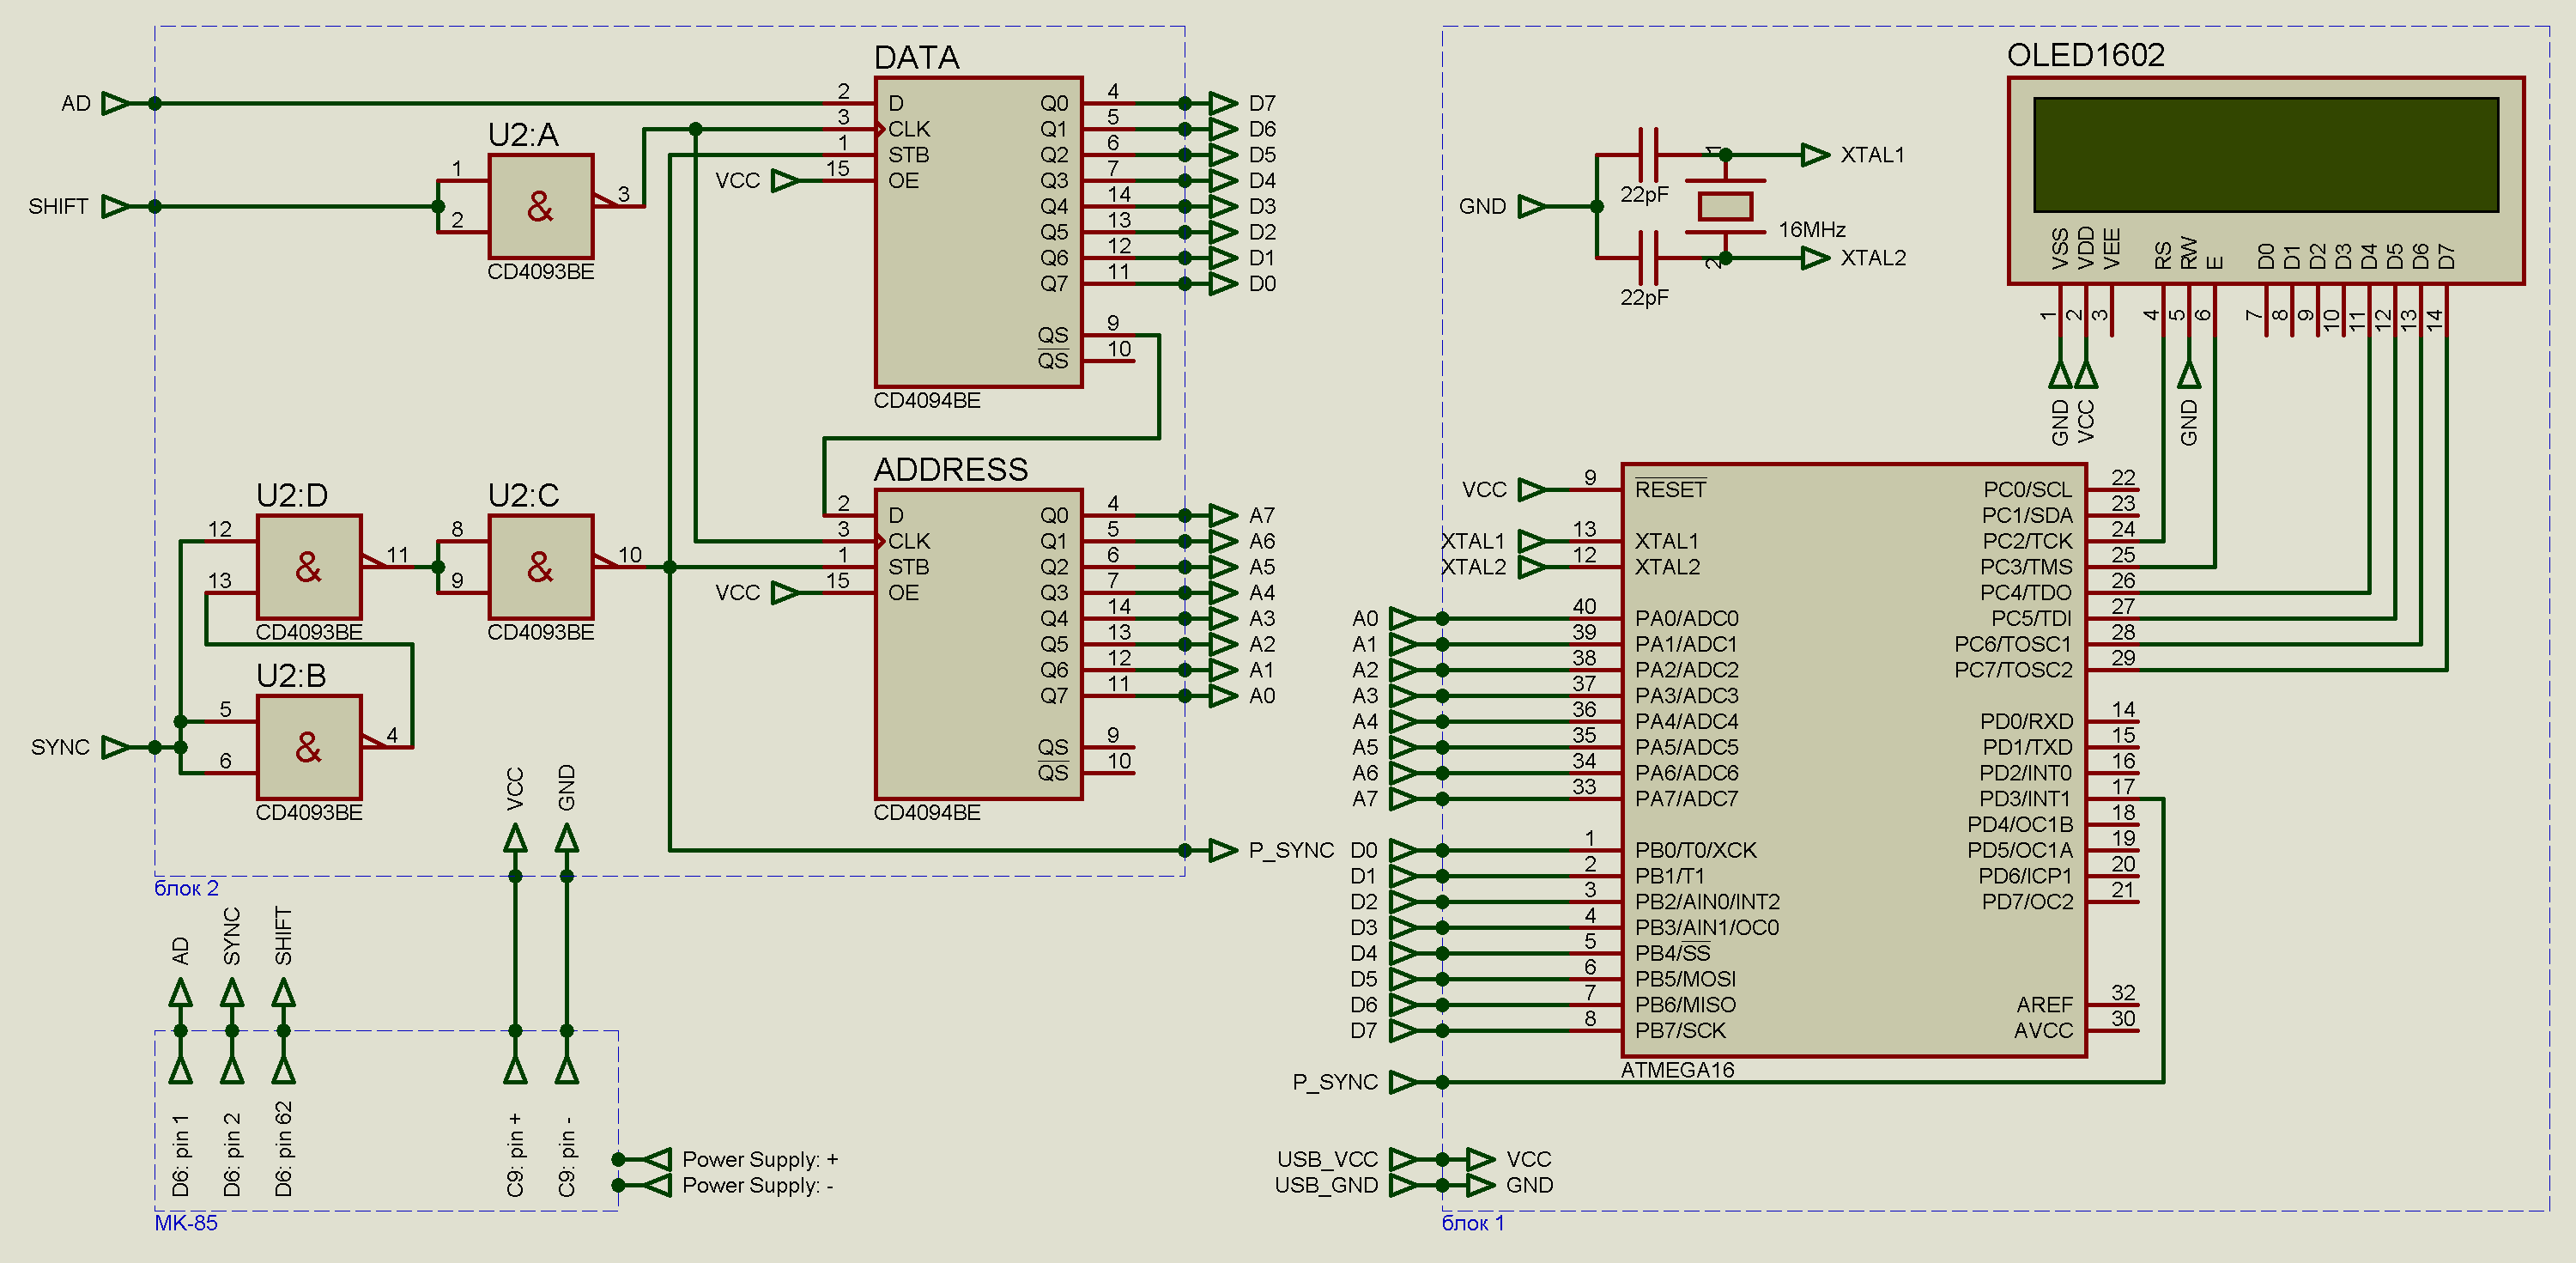 DATA
AD
2 D
3 CLK
1 STB
VCC 15 OE
Q0 4 D7
Q1 5 D6
Q2 6 D5
Q3 7 D4
Q4 14 D3
Q5 13 D2
Q6 12 D1
Q7 11 D0
QS 9
QS 10
CD4094BE
SHIFT
U2:A
1
2
&
3
CD4093BE
U2:D
12
13
&
11
CD4093BE
U2:C
8
9
&
10
CD4093BE
U2:B
SYNC
5
6
&
4
CD4093BE
ADDRESS
2 D
3 CLK
1 STB
VCC 15 OE
Q0 4 A7
Q1 5 A6
Q2 6 A5
Q3 7 A4
Q4 14 A3
Q5 13 A2
Q6 12 A1
Q7 11 A0
QS 9
QS 10
CD4094BE
VCC
GND
P_SYNC
блок 2
AD
SYNC
SHIFT
D6: pin 1
D6: pin 2
D6: pin 62
C9: pin +
C9: pin -
Power Supply: +
Power Supply: -
MK-85
OLED1602
VSS
VDD
VEE
RS
RW
E
D0
D1
D2
D3
D4
D5
D6
D7
1
2
3
4
5
6
7
8
9
10
11
12
13
14
GND
VCC
GND
GND
22pF
22pF
1
2
16MHz
XTAL1
XTAL2
VCC 9 RESET
XTAL1 13 XTAL1
XTAL2 12 XTAL2
A0 40 PA0/ADC0
A1 39 PA1/ADC1
A2 38 PA2/ADC2
A3 37 PA3/ADC3
A4 36 PA4/ADC4
A5 35 PA5/ADC5
A6 34 PA6/ADC6
A7 33 PA7/ADC7
D0 1 PB0/T0/XCK
D1 2 PB1/T1
D2 3 PB2/AIN0/INT2
D3 4 PB3/AIN1/OC0
D4 5 PB4/SS
D5 6 PB5/MOSI
D6 7 PB6/MISO
D7 8 PB7/SCK
PC0/SCL 22
PC1/SDA 23
PC2/TCK 24
PC3/TMS 25
PC4/TDO 26
PC5/TDI 27
PC6/TOSC1 28
PC7/TOSC2 29
PD0/RXD 14
PD1/TXD 15
PD2/INT0 16
PD3/INT1 17
PD4/OC1B 18
PD5/OC1A 19
PD6/ICP1 20
PD7/OC2 21
AREF 32
AVCC 30
ATMEGA16
P_SYNC
USB_VCC VCC
USB_GND GND
блок 1